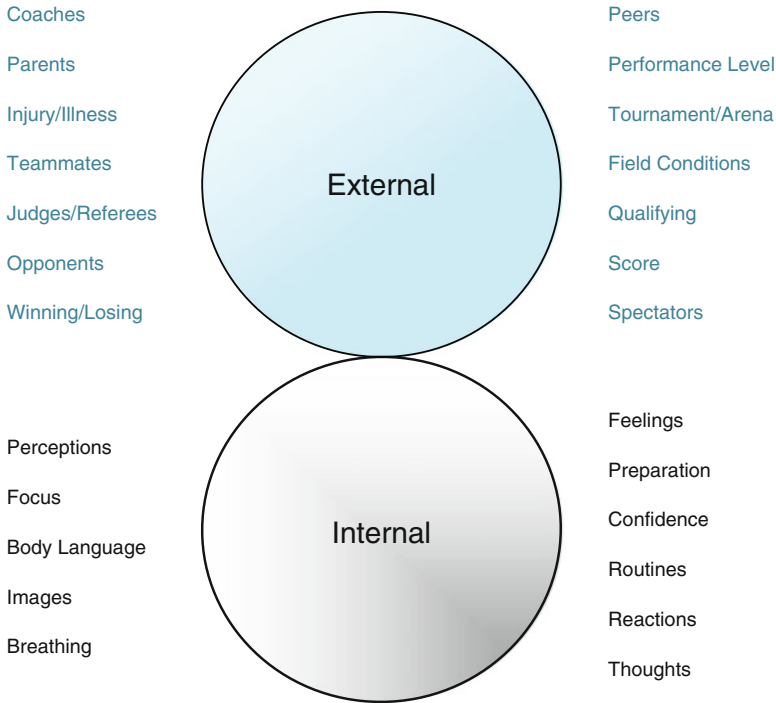 Coaches
Parents
Injury/Illness
Teammates
Judges/Referees
Opponents
Winning/Losing
External
Peers
Performance Level
Tournament/Arena
Field Conditions
Qualifying
Score
Spectators
Perceptions
Focus
Body Language
Images
Breathing
Internal
Feelings
Preparation
Confidence
Routines
Reactions
Thoughts